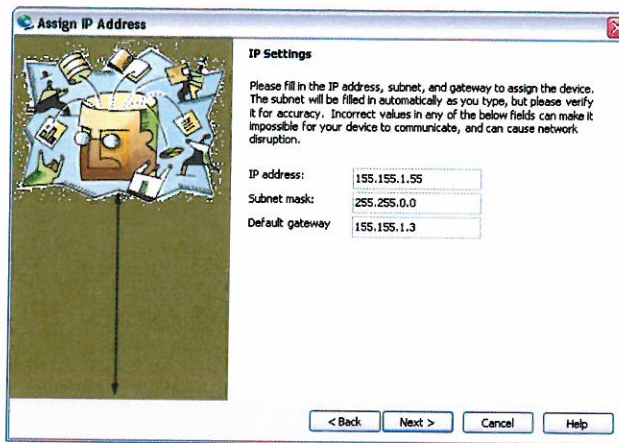 Assign IP Address
IP Settings
Please fill in the IP address, subnet, and gateway to assign the device.
The subnet will be filled in automatically as you type, but please verify
it for accuracy. Incorrect values in any of the below fields can make it
impossible for your device to communicate, and can cause network
disruption.
IP address: 155.155.1.55
Subnet mask: 255.255.0.0
Default gateway 155.155.1.3
< Back Next > Cancel Help